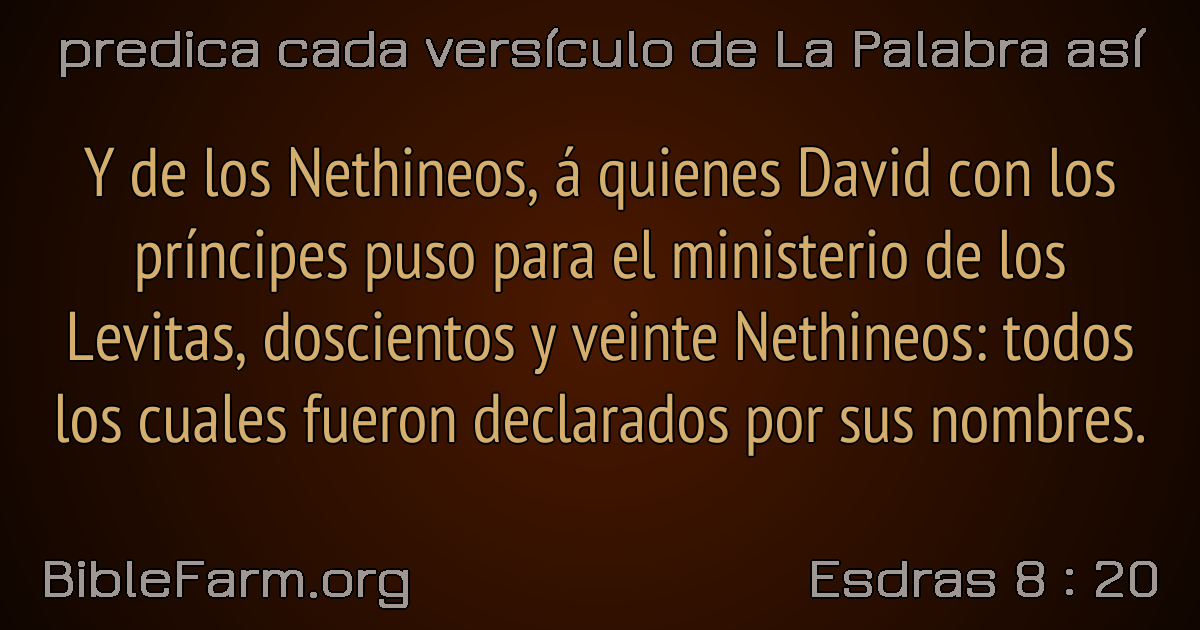 predica cada versículo de La Palabra así
Y de los Nethineos, á quienes David con los
príncipes puso para el ministerio de los
Levitas, doscientos y veinte Nethineos: todos
los cuales fueron declarados por sus nombres.
BibleFarm.org
Esdras 8 : 20